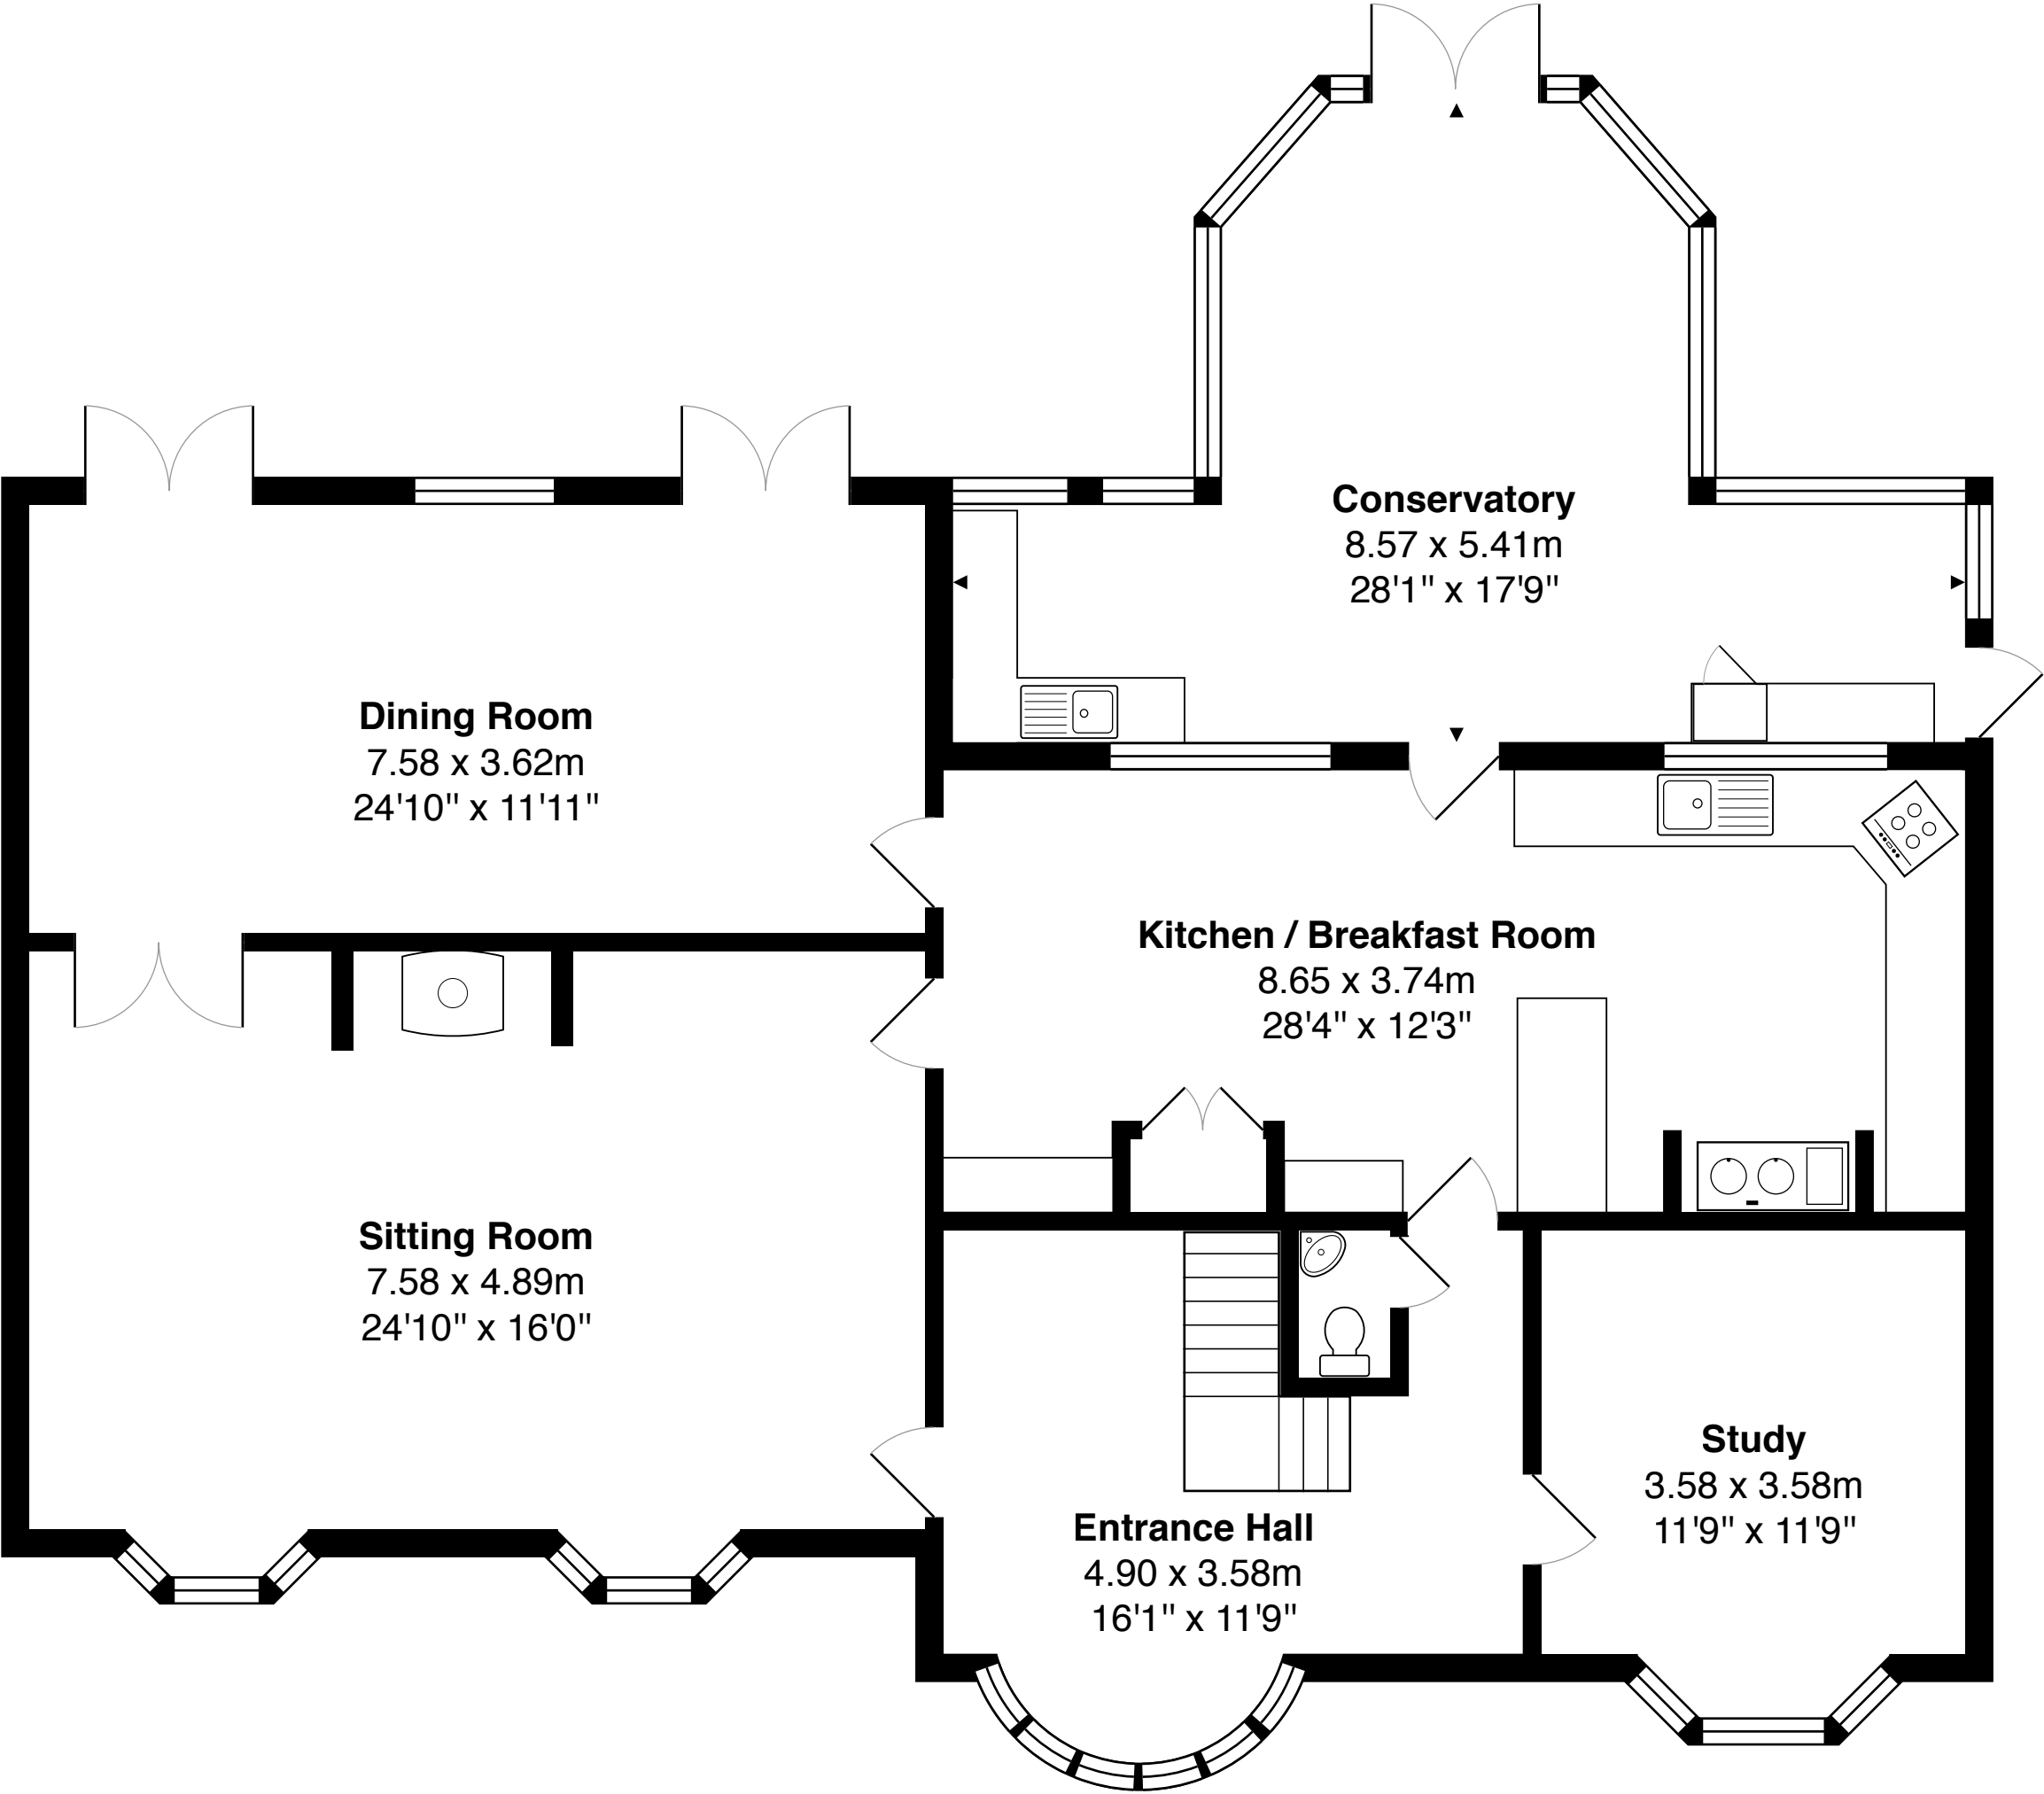 Conservatory
8.57 x 5.41m
28'1" x 17'9"
Dining Room
7.58 x 3.62m
24'10" x 11'11"
Kitchen / Breakfast Room
8.65 x 3.74m
28'4" x 12'3"
Sitting Room
7.58 x 4.89m
24'10" x 16'0"
Study
3.58 x 3.58m
11'9" x 11'9"
Entrance Hall
4.90 x 3.58m
16'1" x 11'9"